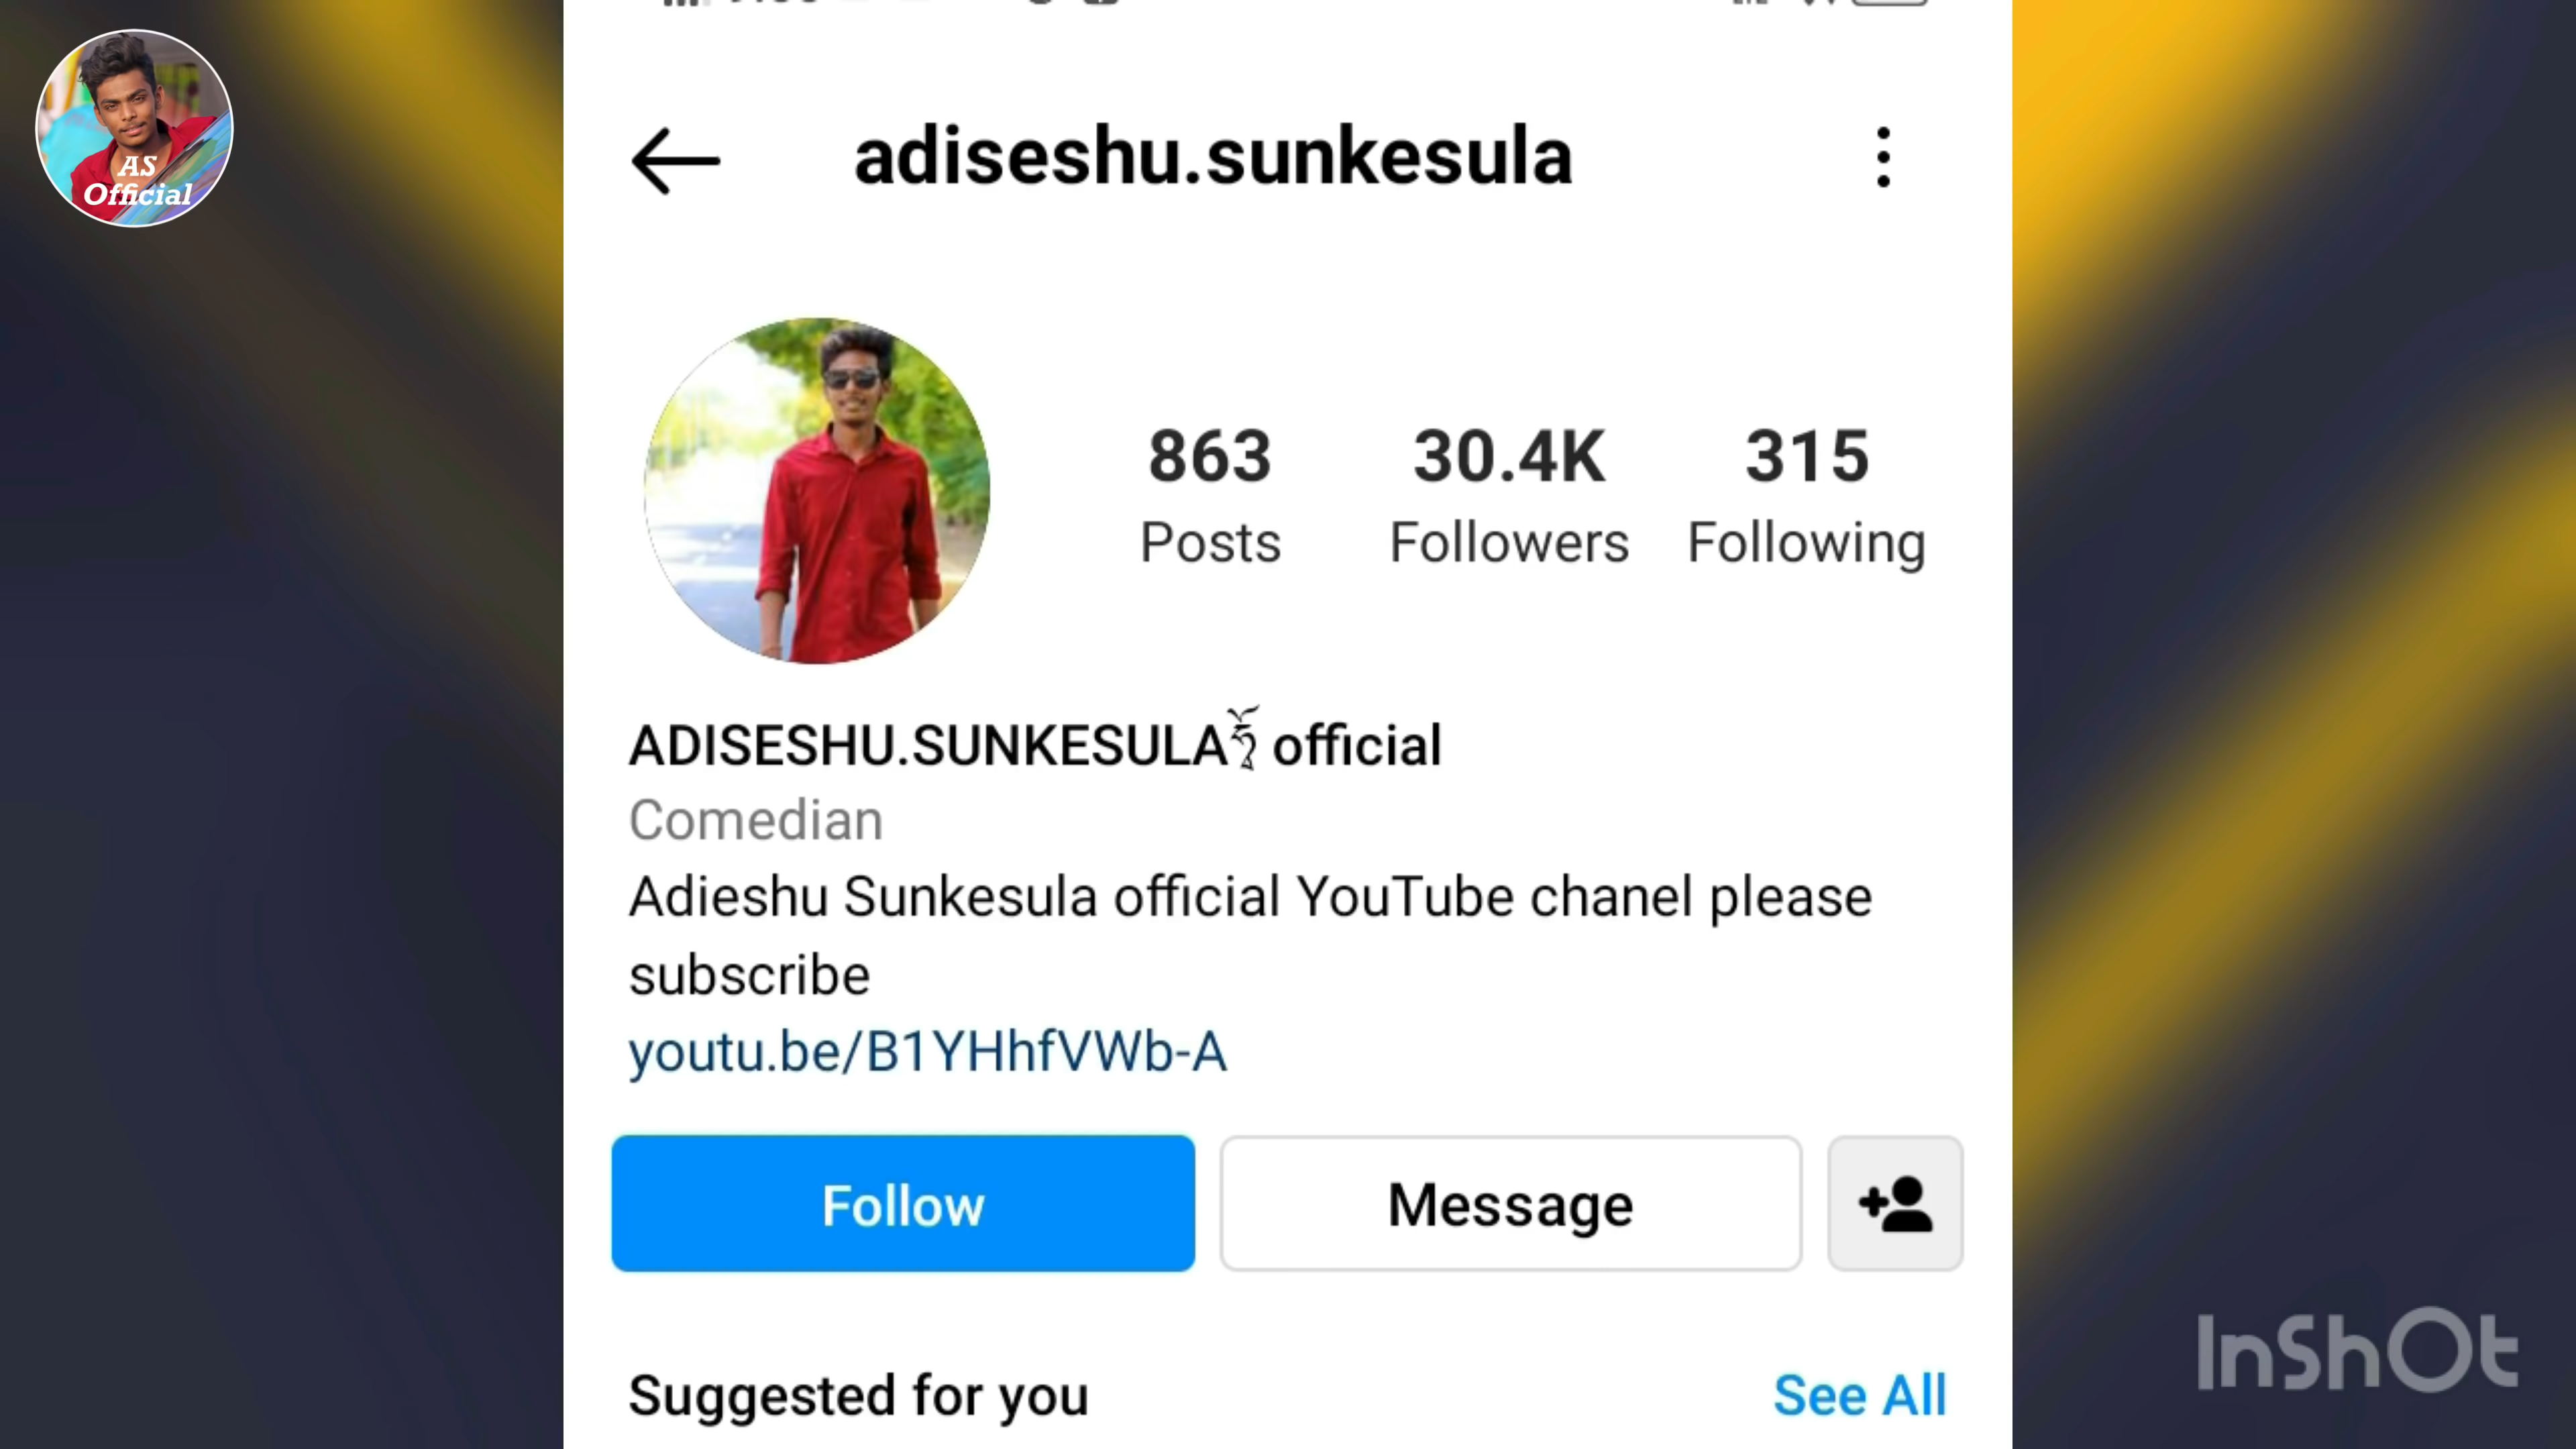 AS
Official
adiseshu.sunkesula
863
Posts
30.4K
Followers
315
Following
ADISESHU.SUNKESULA official
Comedian
Adieshu Sunkesula official YouTube chanel please
subscribe
youtu.be/B1YHhfVWb-A
Follow
Message
Suggested for you
See All
InShOt